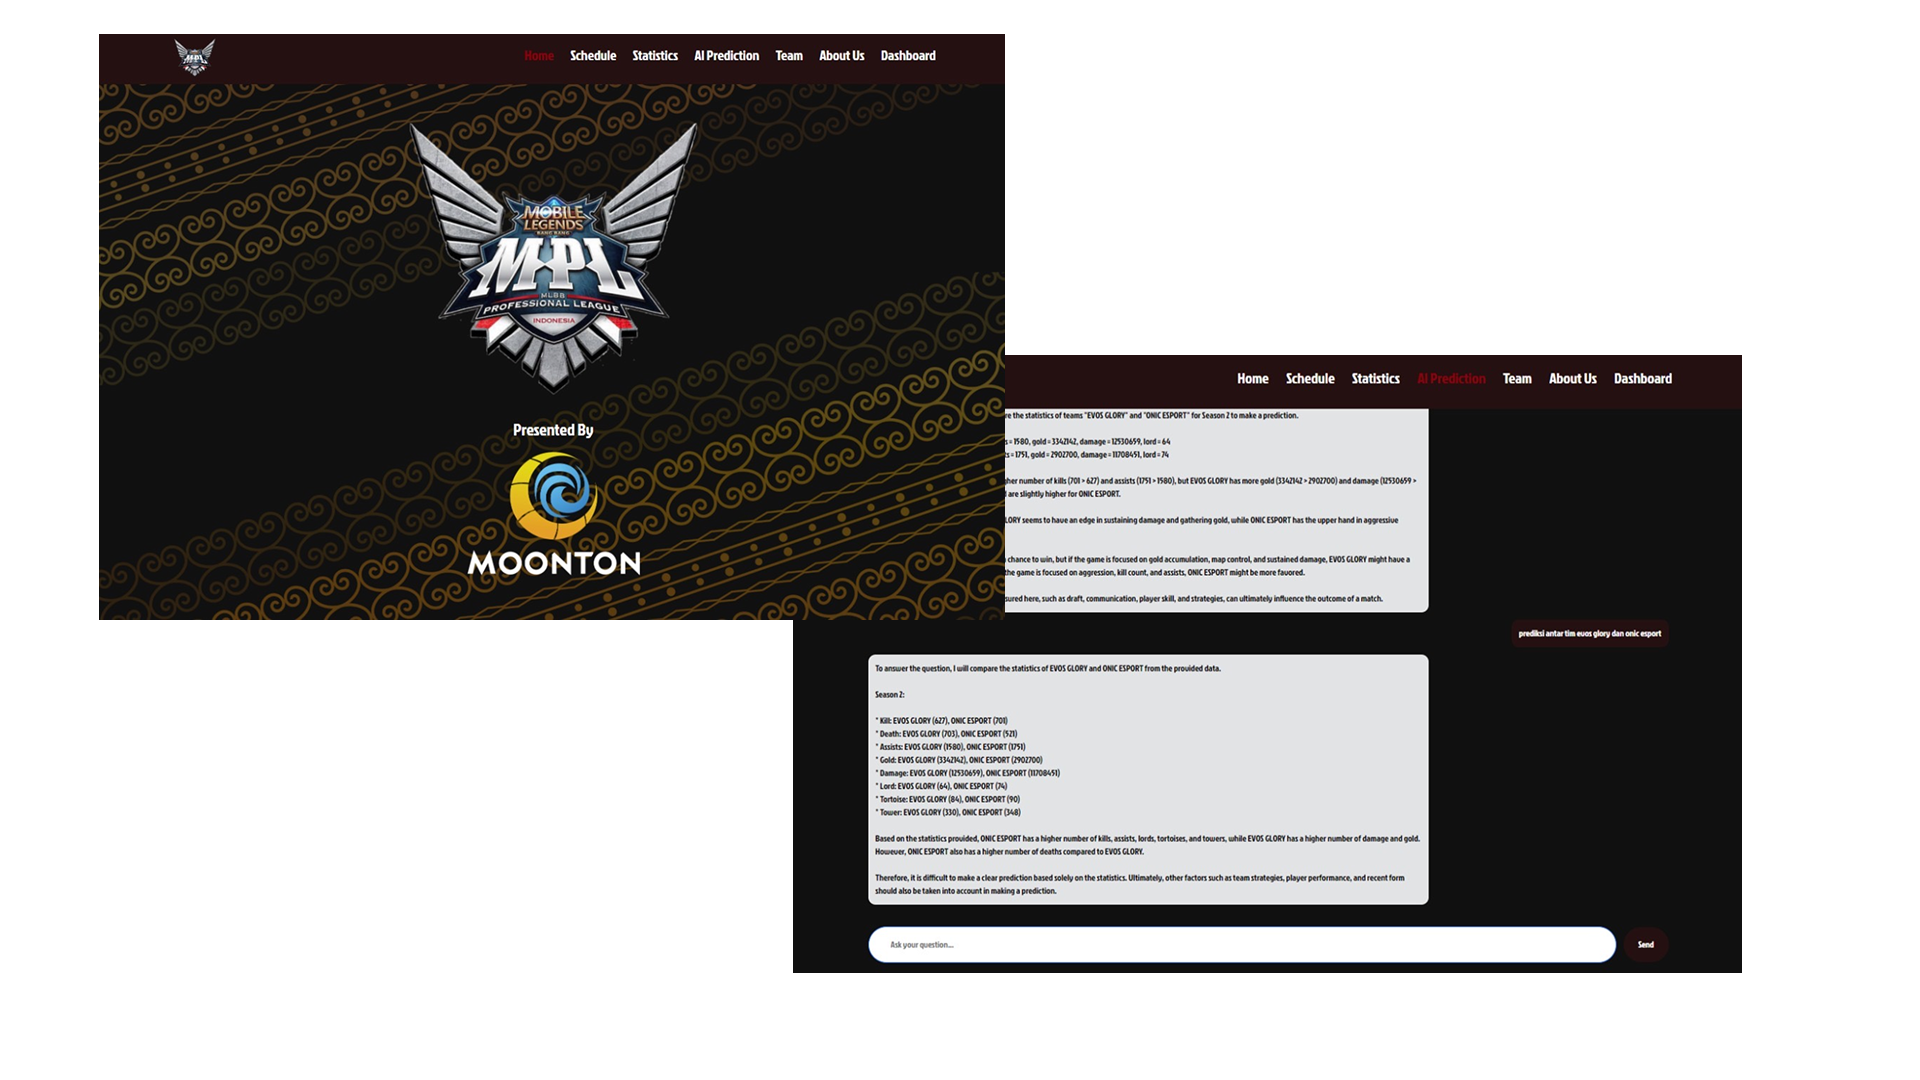 MPL
Home Schedule Statistics AI Prediction Team About Us Dashboard
MOBILE
LEGENDS
BANG BANG
MPL
MLBB
PROFESSIONAL LEAGUE
INDONESIA
Presented By
MOONTON
Home Schedule Statistics AI Prediction Team About Us Dashboard
re the statistics of teams "EVOS GLORY" and "ONIC ESPORT" for Season 2 to make a prediction.
s = 1580, gold = 3342142, damage = 12530659, lord = 64
ts = 1751, gold = 2902700, damage = 11708451, lord = 74
gher number of kills (701 > 627) and assists (1751 > 1580), but EVOS GLORY has more gold (3342142 > 2902700) and damage (12530659 >
are slightly higher for ONIC ESPORT.
LORY seems to have an edge in sustaining damage and gathering gold, while ONIC ESPORT has the upper hand in aggressive
chance to win, but if the game is focused on gold accumulation, map control, and sustained damage, EVOS GLORY might have a
the game is focused on aggression, kill count, and assists, ONIC ESPORT might be more favored.
sured here, such as draft, communication, player skill, and strategies, can ultimately influence the outcome of a match.
prediksi antar tim evos glory dan onic esport
To answer the question, I will compare the statistics of EVOS GLORY and ONIC ESPORT from the provided data.
Season 2:
* Kill: EVOS GLORY (627), ONIC ESPORT (701)
* Death: EVOS GLORY (703), ONIC ESPORT (521)
* Assists: EVOS GLORY (1580), ONIC ESPORT (1751)
* Gold: EVOS GLORY (3342142), ONIC ESPORT (2902700)
* Damage: EVOS GLORY (12530659), ONIC ESPORT (11708451)
* Lord: EVOS GLORY (64), ONIC ESPORT (74)
* Tortoise: EVOS GLORY (84), ONIC ESPORT (90)
* Tower: EVOS GLORY (330), ONIC ESPORT (348)
Based on the statistics provided, ONIC ESPORT has a higher number of kills, assists, lords, tortoises, and towers, while EVOS GLORY has a higher number of damage and gold.
However, ONIC ESPORT also has a higher number of deaths compared to EVOS GLORY.
Therefore, it is difficult to make a clear prediction based solely on the statistics. Ultimately, other factors such as team strategies, player performance, and recent form
should also be taken into account in making a prediction.
Ask your question...
Send